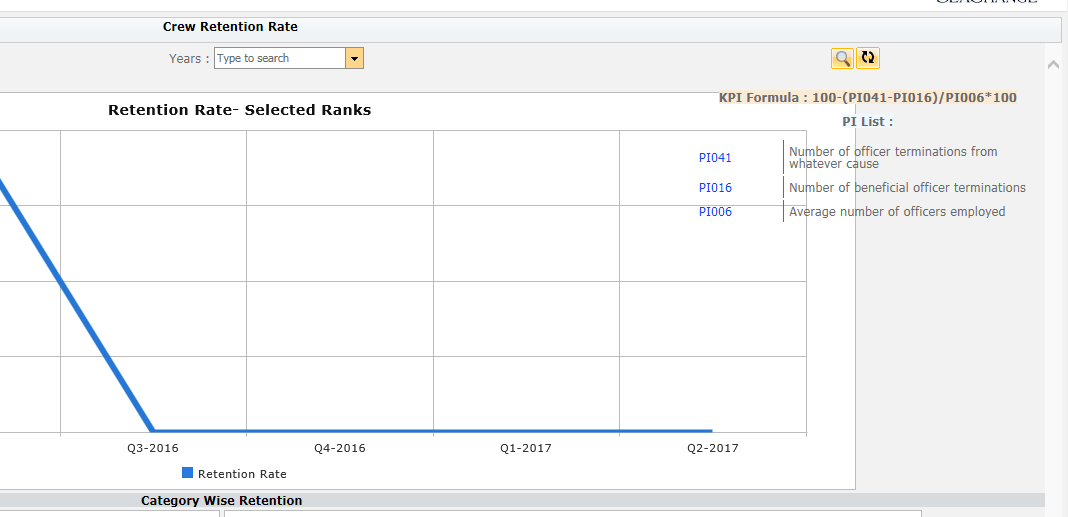 Crew Retention Rate
Years :
Type to search
Retention Rate- Selected Ranks
KPI Formula : 100-(PI041-PI016)/PI006*100
PI List :
PI041
Number of officer terminations from
whatever cause
PI016
Number of beneficial officer terminations
PI006
Average number of officers employed
Q3-2016
Q4-2016
Q1-2017
Q2-2017
Retention Rate
Category Wise Retention